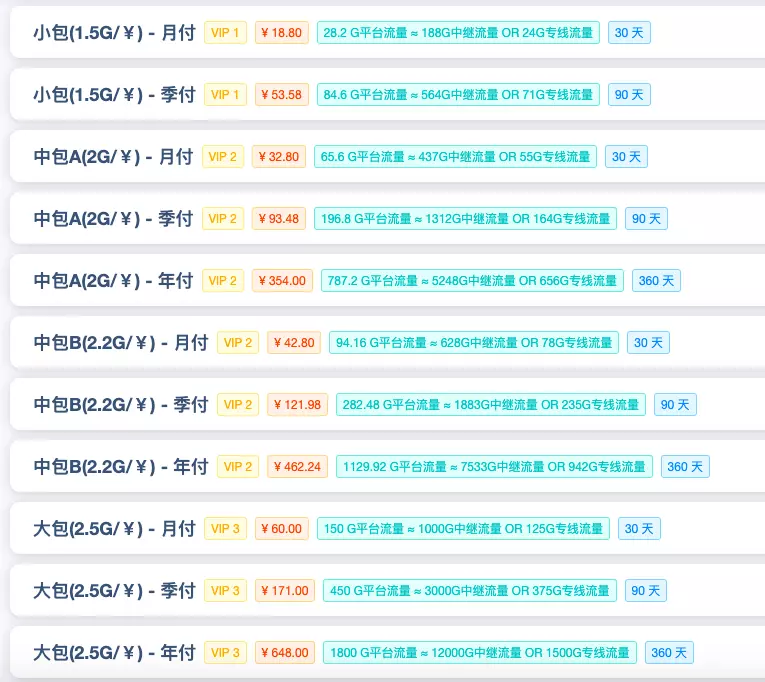 小包(1.5G/¥) - 月付 VIP 1 ¥ 18.80 28.2 G平台流量 ≈ 188G中继流量 OR 24G专线流量 30 天
小包(1.5G/¥) - 季付 VIP 1 ¥ 53.58 84.6 G平台流量 ≈ 564G中继流量 OR 71G专线流量 90 天
中包A(2G/¥) - 月付 VIP 2 ¥ 32.80 65.6 G平台流量 ≈ 437G中继流量 OR 55G专线流量 30 天
中包A(2G/¥) - 季付 VIP 2 ¥ 93.48 196.8 G平台流量 ≈ 1312G中继流量 OR 164G专线流量 90 天
中包A(2G/¥) - 年付 VIP 2 ¥ 354.00 787.2 G平台流量 ≈ 5248G中继流量 OR 656G专线流量 360 天
中包B(2.2G/¥) - 月付 VIP 2 ¥ 42.80 94.16 G平台流量 ≈ 628G中继流量 OR 78G专线流量 30 天
中包B(2.2G/¥) - 季付 VIP 2 ¥ 121.98 282.48 G平台流量 ≈ 1883G中继流量 OR 235G专线流量 90 天
中包B(2.2G/¥) - 年付 VIP 2 ¥ 462.24 1129.92 G平台流量 ≈ 7533G中继流量 OR 942G专线流量 360 天
大包(2.5G/¥) - 月付 VIP 3 ¥ 60.00 150 G平台流量 ≈ 1000G中继流量 OR 125G专线流量 30 天
大包(2.5G/¥) - 季付 VIP 3 ¥ 171.00 450 G平台流量 ≈ 3000G中继流量 OR 375G专线流量 90 天
大包(2.5G/¥) - 年付 VIP 3 ¥ 648.00 1800 G平台流量 ≈ 12000G中继流量 OR 1500G专线流量 360 天